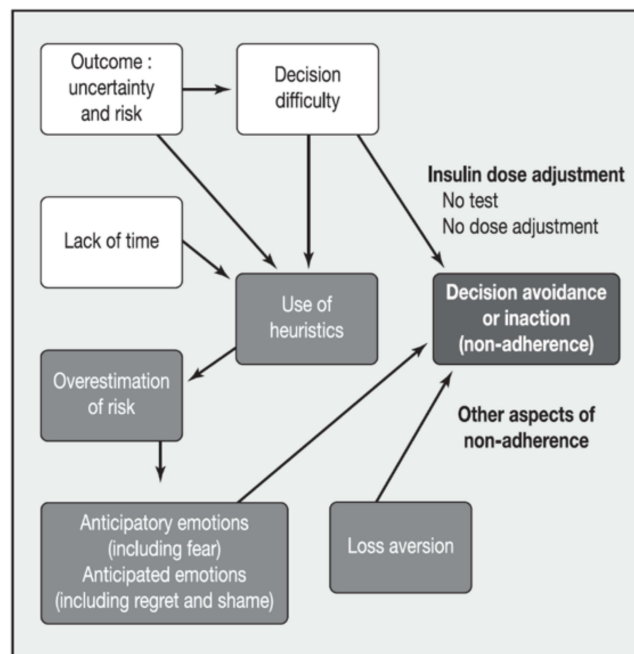 Outcome :
uncertainty
and risk
Decision
difficulty
Insulin dose adjustment
No test
No dose adjustment
Lack of time
Use of
heuristics
Decision avoidance
or inaction
(non-adherence)
Overestimation
of risk
Other aspects of
non-adherence
Anticipatory emotions
(including fear)
Anticipated emotions
(including regret and shame)
Loss aversion